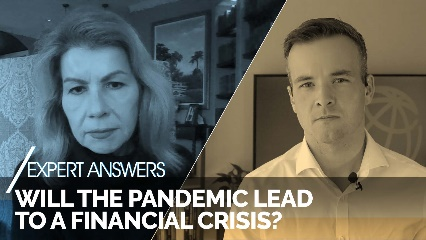 EXPERT ANSWERS
WILL THE PANDEMIC LEAD
TO A FINANCIAL CRISIS?